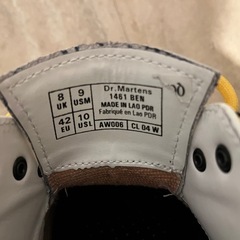 8 UK
9 USM
42 EU
10 USL
Dr.Martens
1461 BEN
MADE IN LAO PDR
Fabriqué en Lao PDR
AW006
CL 04 W